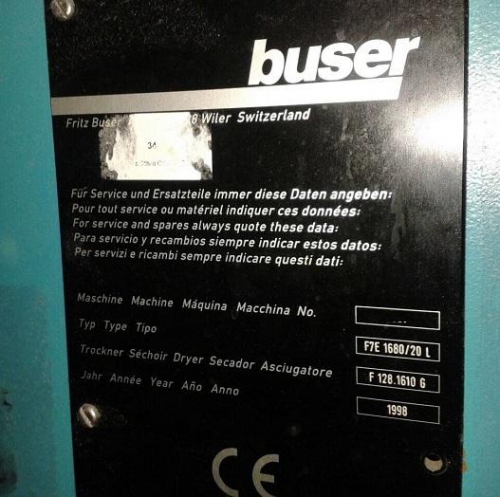 buser
Fritz Buser 8 Wiler Switzerland
34
Für Service und Ersatzteile immer diese Daten angeben:
Pour tout service ou matériel indiquer ces données:
For service and spares always quote these data:
Para servicio y recambios siempre indicar estos datos:
Per servizi e ricambi sempre indicare questi dati:
Maschine Machine Máquina Macchina No.
Typ Type Tipo F7E 1680/20 L
Trockner Séchoir Dryer Secador Asciugatore F 128.1610 G
Jahr Année Year Año Anno 1998
CE